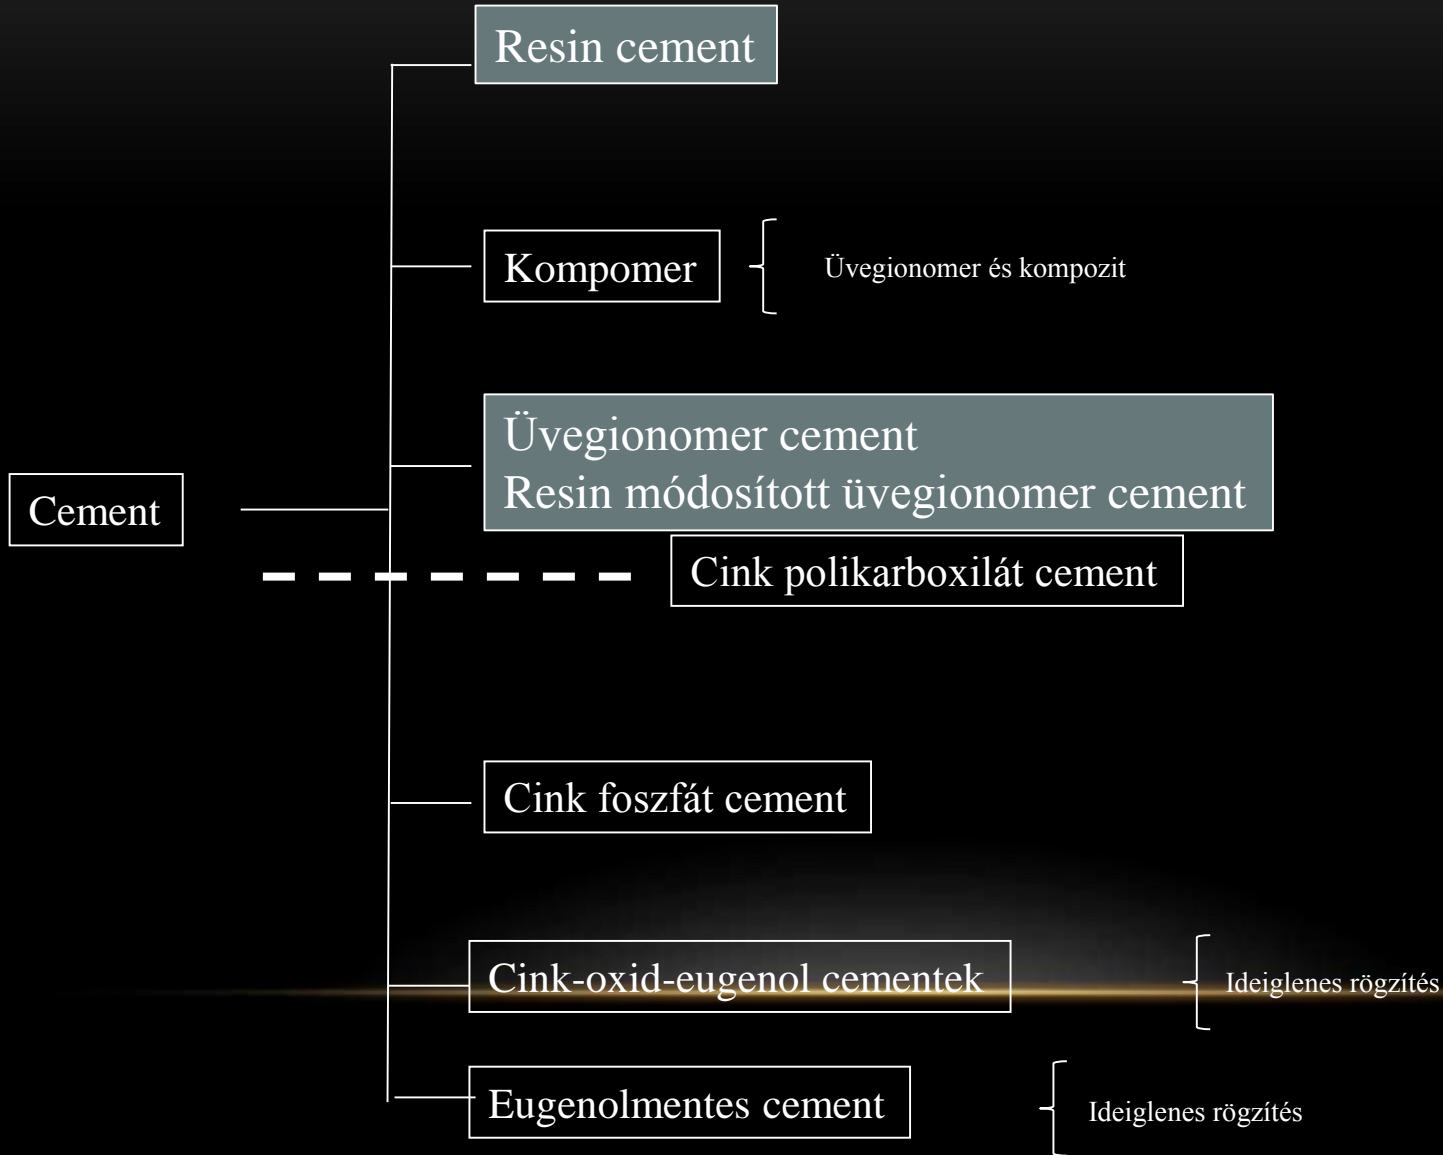 Resin cement
Kompomer
Üvegionomer és kompozit
Üvegionomer cement
Resin módosított üvegionomer cement
Cement
Cink polikarboxilát cement
Cink foszfát cement
Cink-oxid-eugenol cementek
Ideiglenes rögzítés
Eugenolmentes cement
Ideiglenes rögzítés